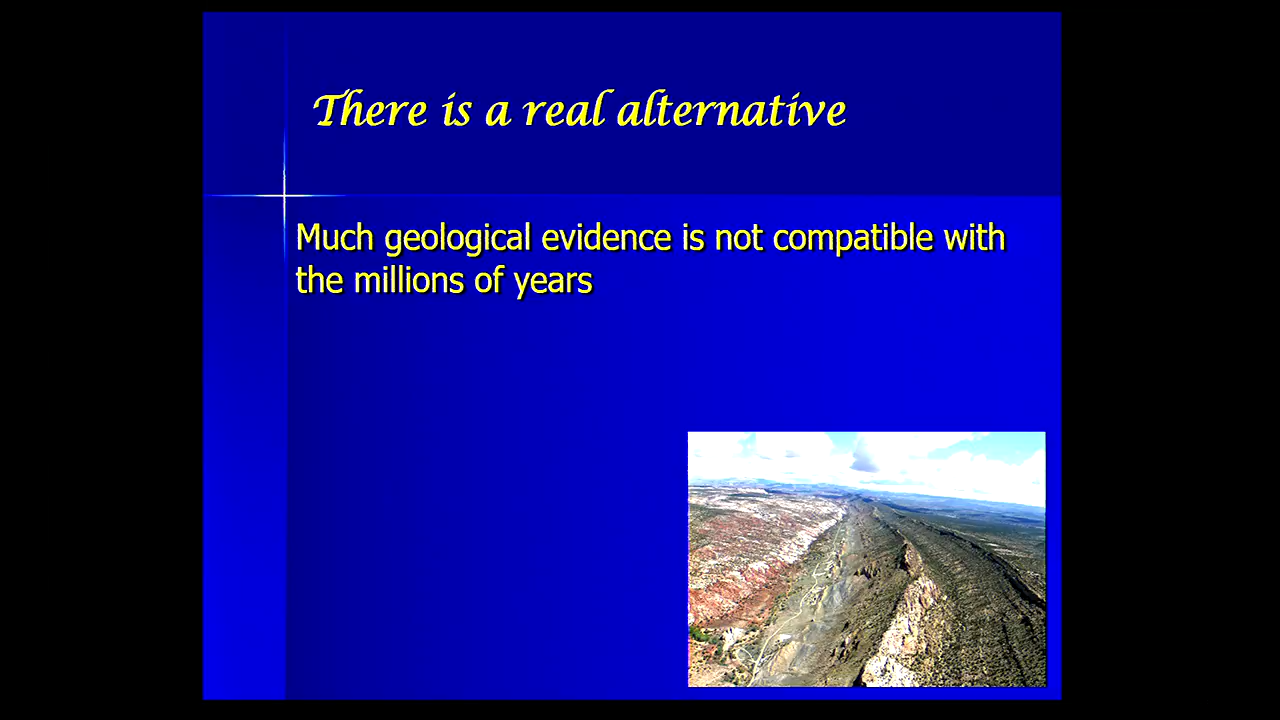 There is a real alternative
Much geological evidence is not compatible with
the millions of years